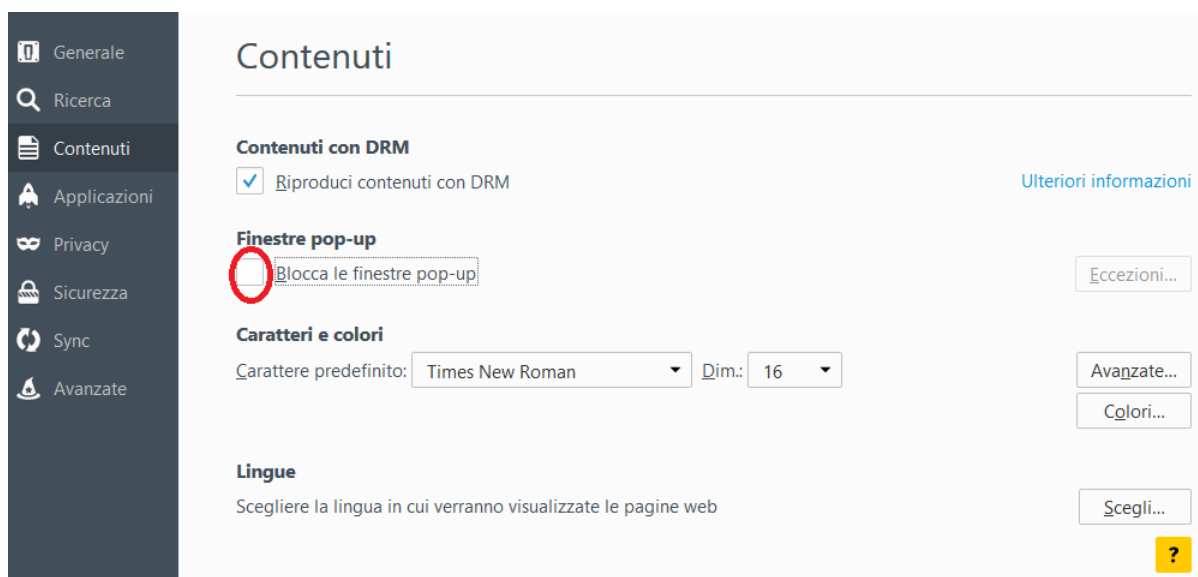 Generale
Ricerca
Contenuti
Applicazioni
Privacy
Sicurezza
Sync
Avanzate
Contenuti
Contenuti con DRM
Riproduci contenuti con DRM
Ulteriori informazioni
Finestre pop-up
Blocca le finestre pop-up
Eccezioni...
Caratteri e colori
Carattere predefinito: Times New Roman Dim.: 16 Avanzate...
Colori...
Lingue
Scegliere la lingua in cui verranno visualizzate le pagine web
Scegli...
?